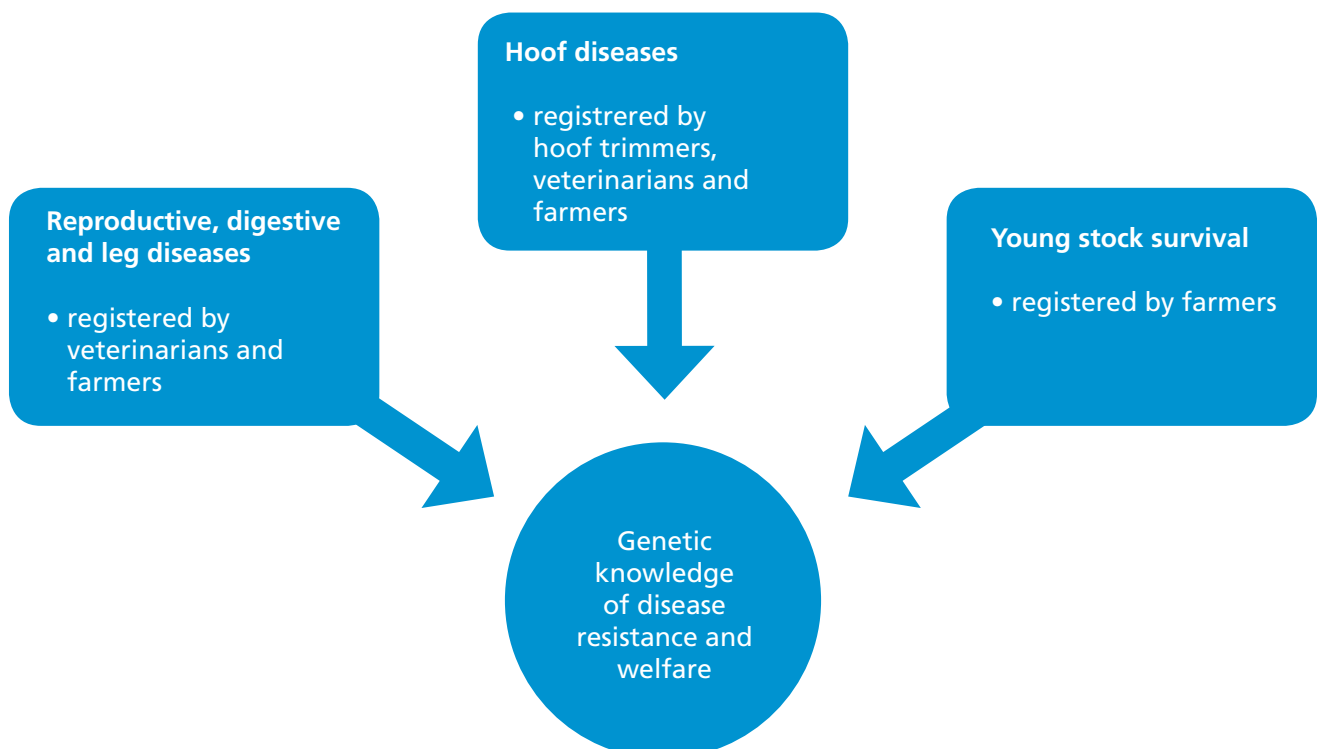 Hoof diseases
• registrered by
hoof trimmers,
veterinarians and
farmers
Reproductive, digestive
and leg diseases
• registered by
veterinarians and
farmers
Young stock survival
• registered by farmers
Genetic
knowledge
of disease
resistance and
welfare